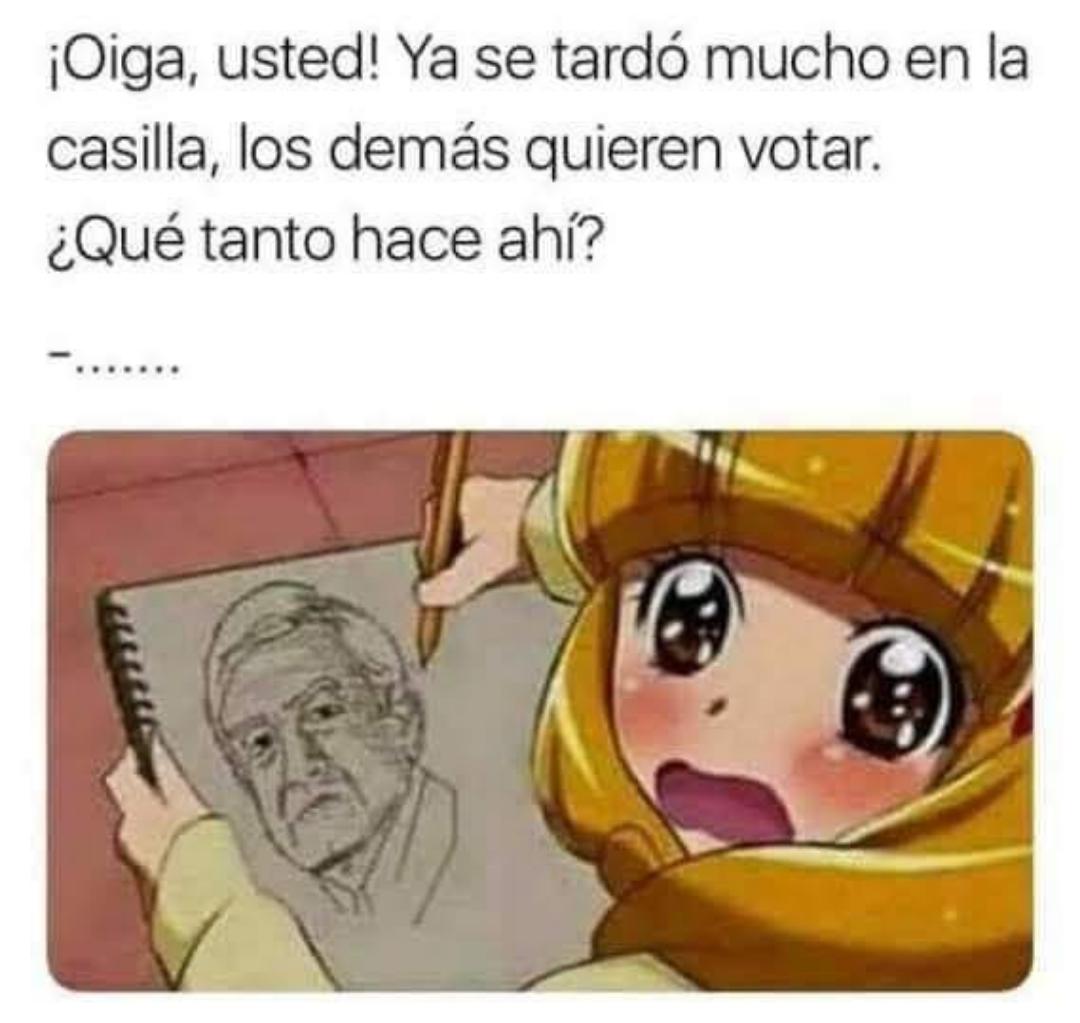 ¡Oiga, usted! Ya se tardó mucho en la
casilla, los demás quieren votar.
¿Qué tanto hace ahí?
-.......